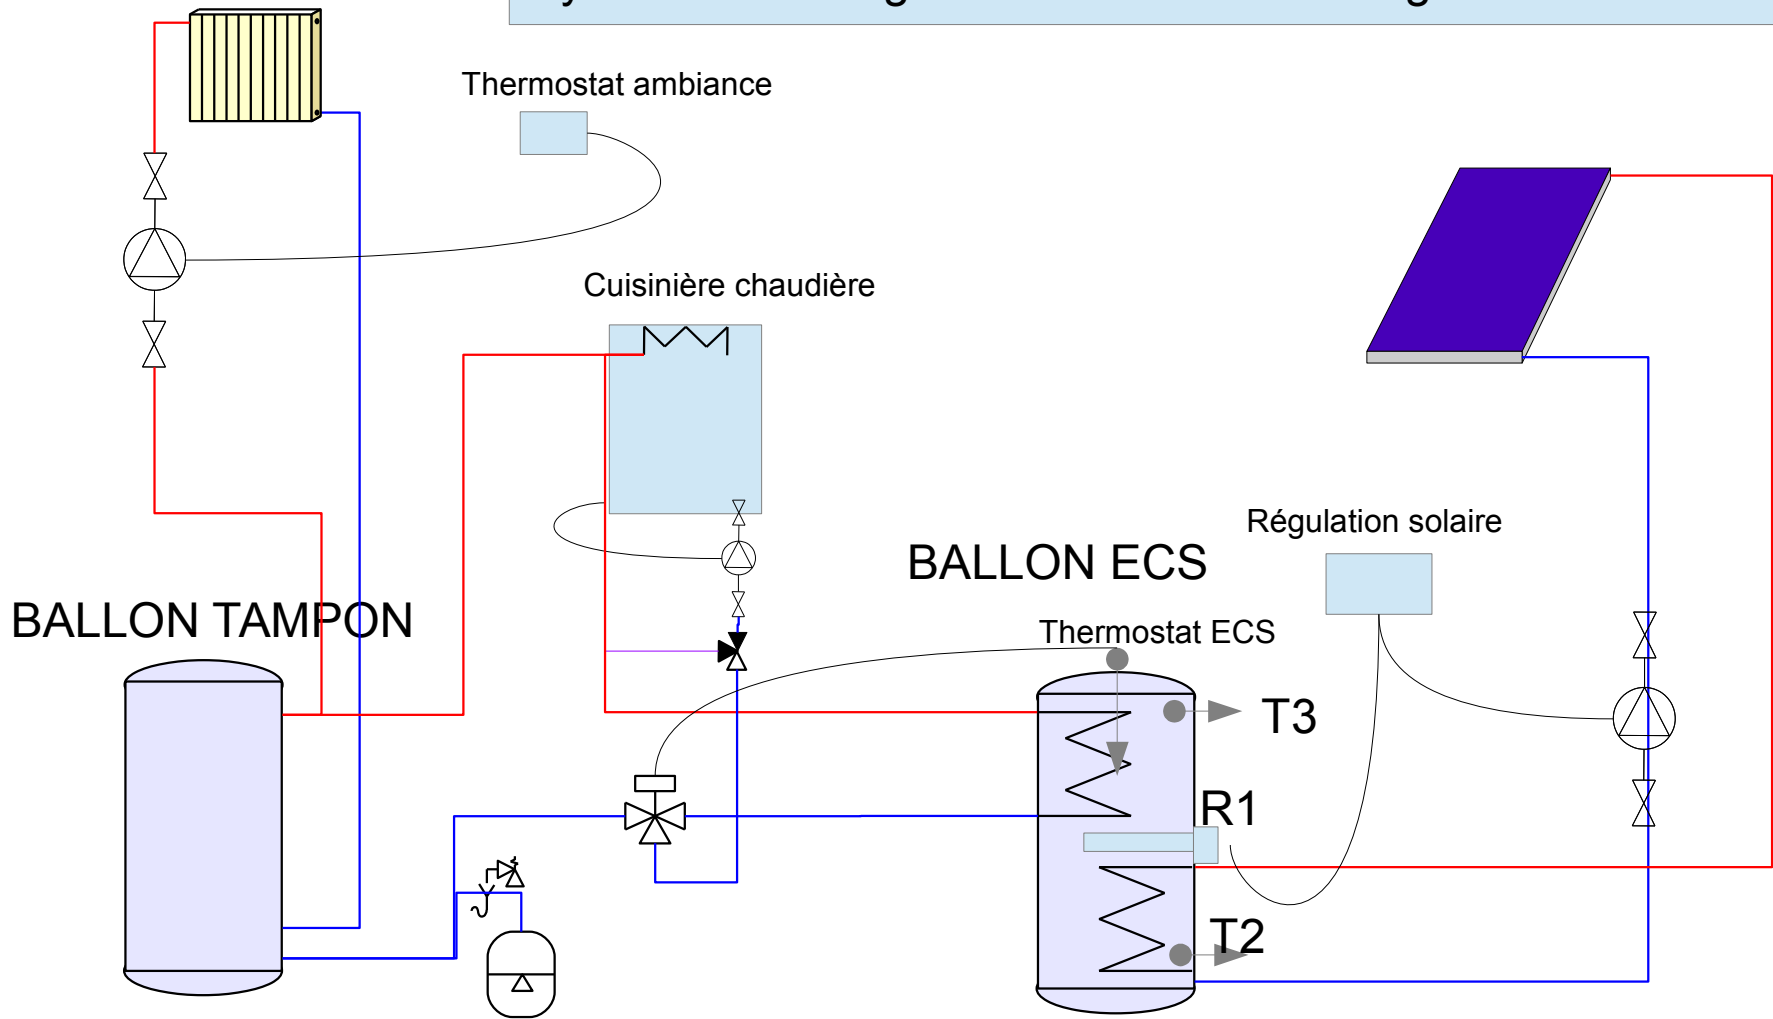 Thermostat ambiance
Cuisinière chaudière
Régulation solaire
BALLON ECS
BALLON TAMPON
Thermostat ECS
T3
R1
T2